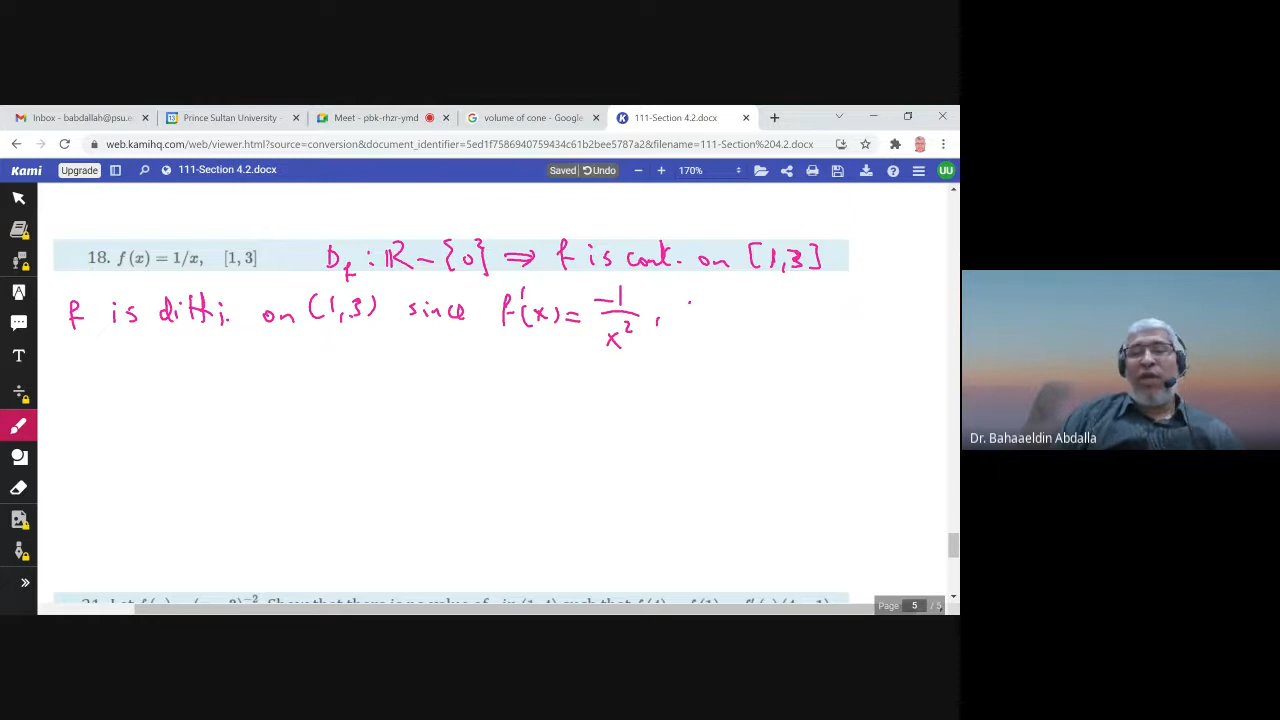 Inbox - babdallah@psu.e
Prince Sultan University -
Meet - pbk-rhzr-ymd
volume of cone - Google
111-Section 4.2.docx
web.kamihq.com/web/viewer.html?source=conversion&document_identifier=5ed1f7586940759434c61b2bee5787a2&filename=111-Section%204.2.docx
Kami Upgrade 111-Section 4.2.docx Saved Undo 170% UU
18. f(x) = 1/x, [1, 3] D_f : ℝ - {0} ⇒ f is cont. on [1,3]
f is diff. on (1,3) since f'(x) = -1/x²,
Dr. Bahaaeldin Abdalla
Page 5 / 5